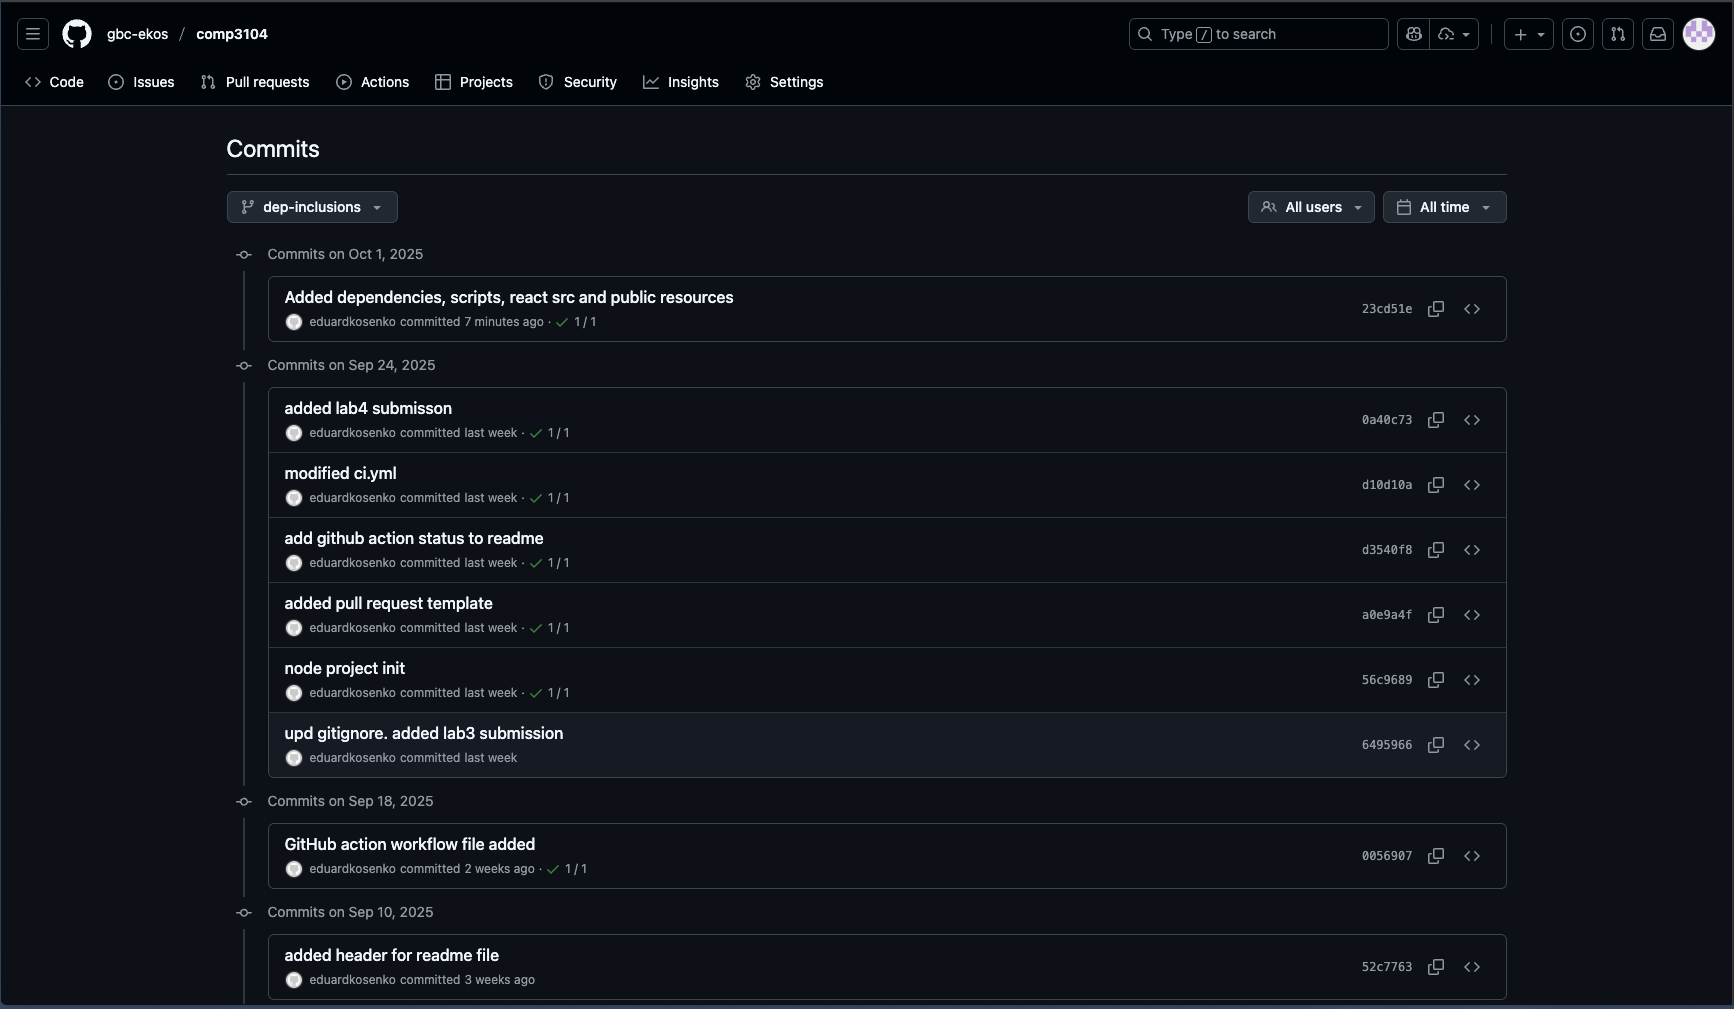 gbc-ekos / comp3104
Type / to search
Code
Issues
Pull requests
Actions
Projects
Security
Insights
Settings
Commits
dep-inclusions
All users
All time
Commits on Oct 1, 2025
Added dependencies, scripts, react src and public resources
eduardkosenko committed 7 minutes ago · 1 / 1
23cd51e
Commits on Sep 24, 2025
added lab4 submisson
eduardkosenko committed last week · 1 / 1
0a40c73
modified ci.yml
eduardkosenko committed last week · 1 / 1
d10d10a
add github action status to readme
eduardkosenko committed last week · 1 / 1
d3540f8
added pull request template
eduardkosenko committed last week · 1 / 1
a0e9a4f
node project init
eduardkosenko committed last week · 1 / 1
56c9689
upd gitignore. added lab3 submission
eduardkosenko committed last week
6495966
Commits on Sep 18, 2025
GitHub action workflow file added
eduardkosenko committed 2 weeks ago · 1 / 1
0056907
Commits on Sep 10, 2025
added header for readme file
eduardkosenko committed 3 weeks ago
52c7763